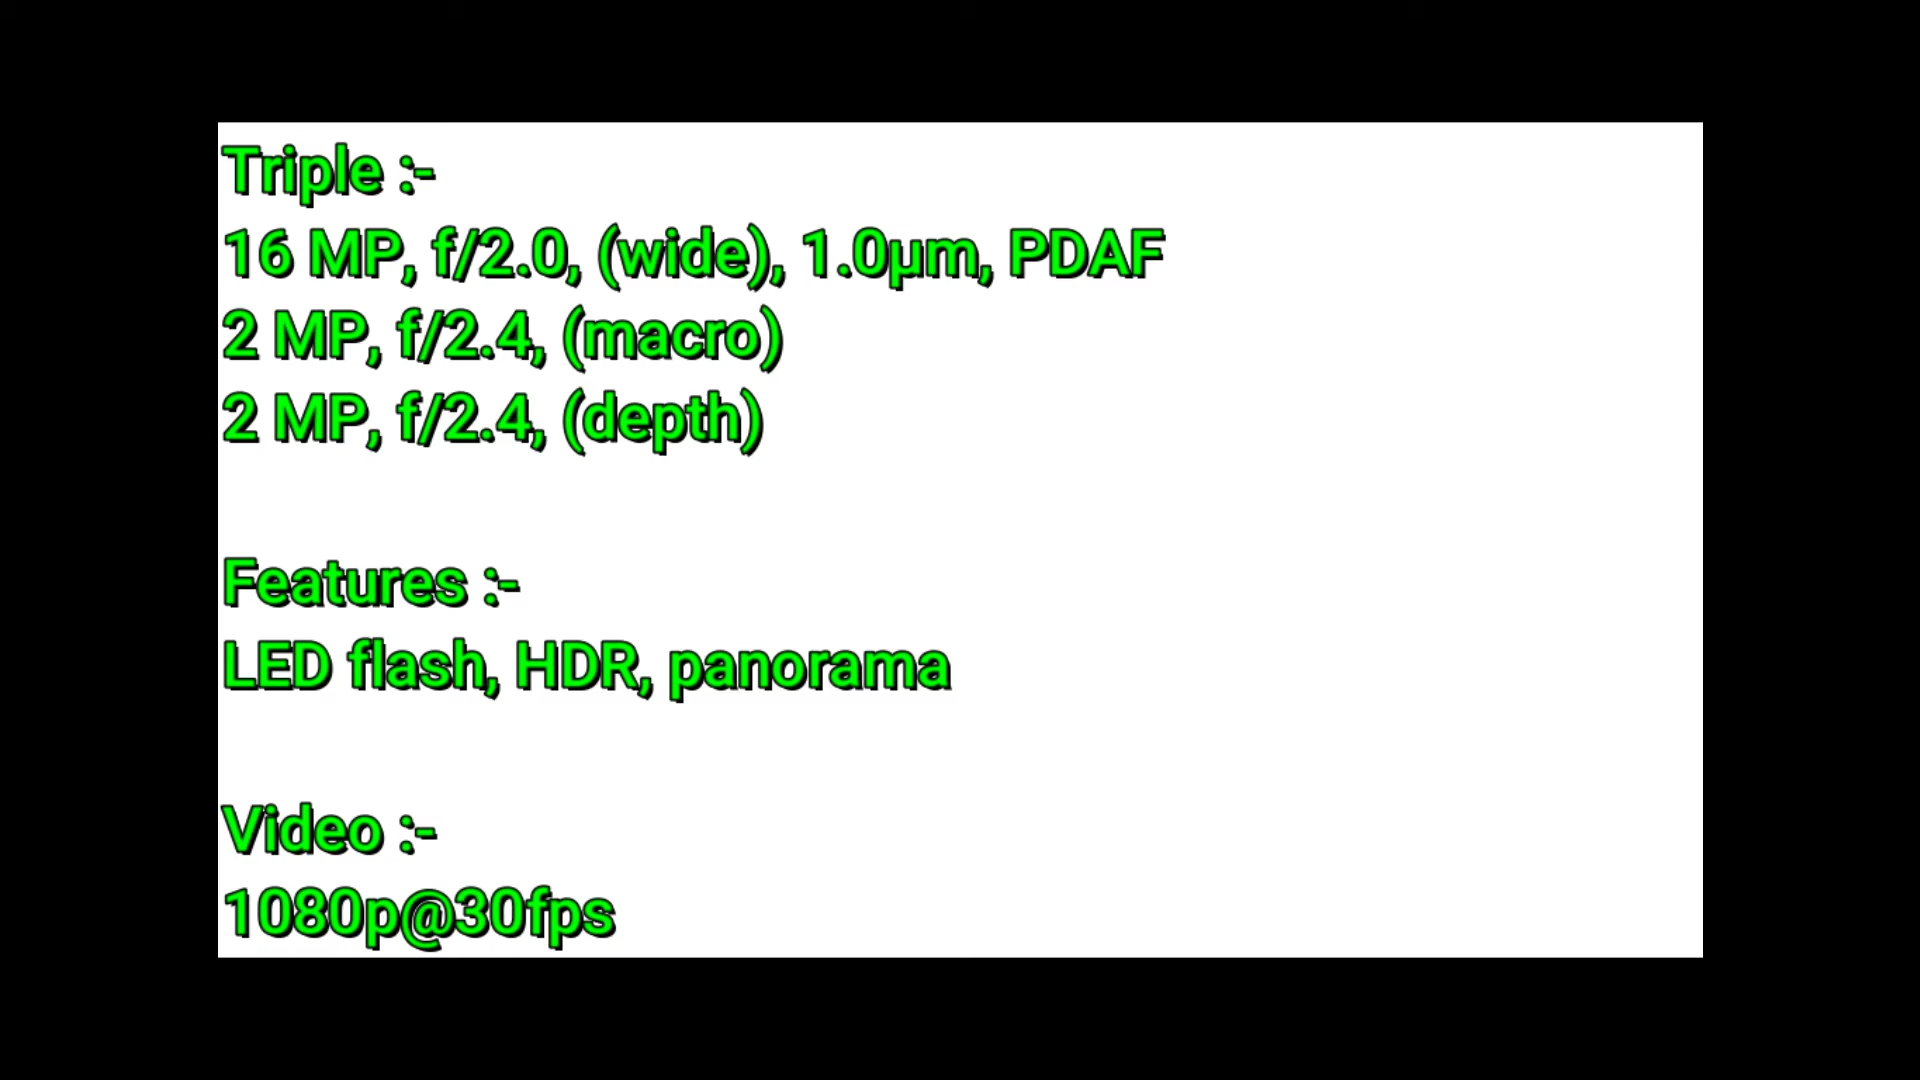 Triple :-
16 MP, f/2.0, (wide), 1.0µm, PDAF
2 MP, f/2.4, (macro)
2 MP, f/2.4, (depth)
Features :-
LED flash, HDR, panorama
Video :-
1080p@30fps